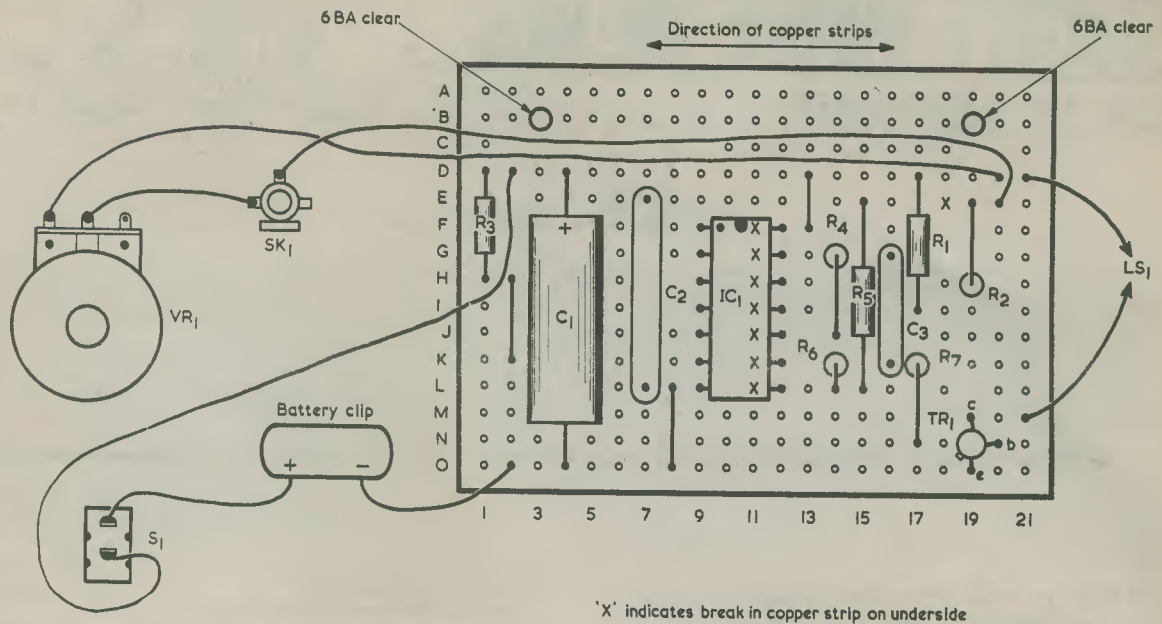 6BA clear
Direction of copper strips
6BA clear
A
B
C
D
E
F
G
H
I
J
K
L
M
N
O
SK1
VR1
R3
+
C1
C2
IC1
X
X
X
X
X
X
X
R4
R5
R6
C3
R1
R7
X
R2
LS1
TR1
c
b
e
Battery clip
+ −
S1
1 3 5 7 9 11 13 15 17 19 21
'X' indicates break in copper strip on underside